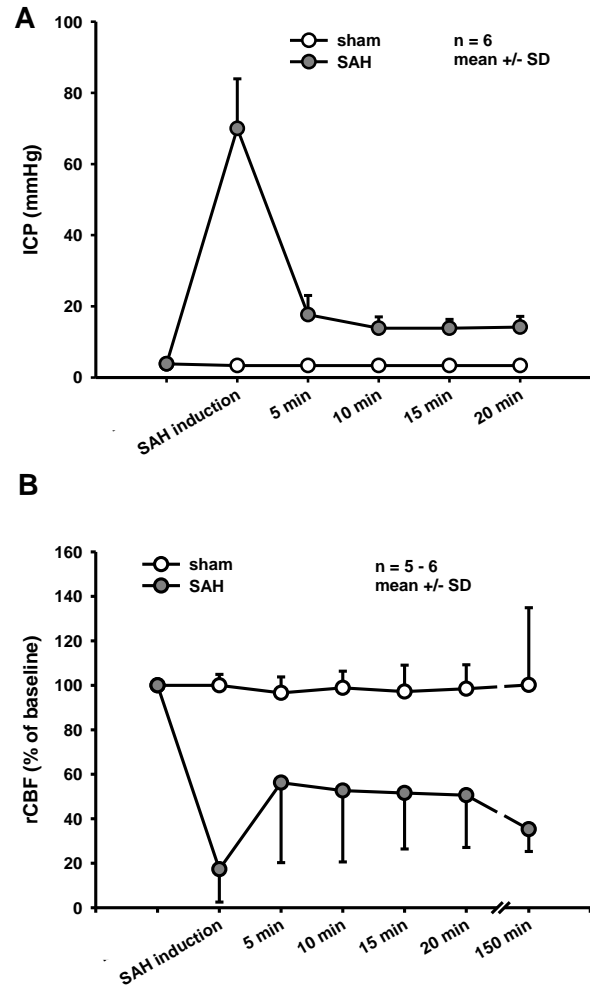 A
100
80
60
40
20
0
ICP (mmHg)
sham
SAH
n = 6
mean +/- SD
SAH induction
5 min
10 min
15 min
20 min
B
160
140
120
100
80
60
40
20
0
rCBF (% of baseline)
sham
SAH
n = 5 - 6
mean +/- SD
SAH induction
5 min
10 min
15 min
20 min
150 min